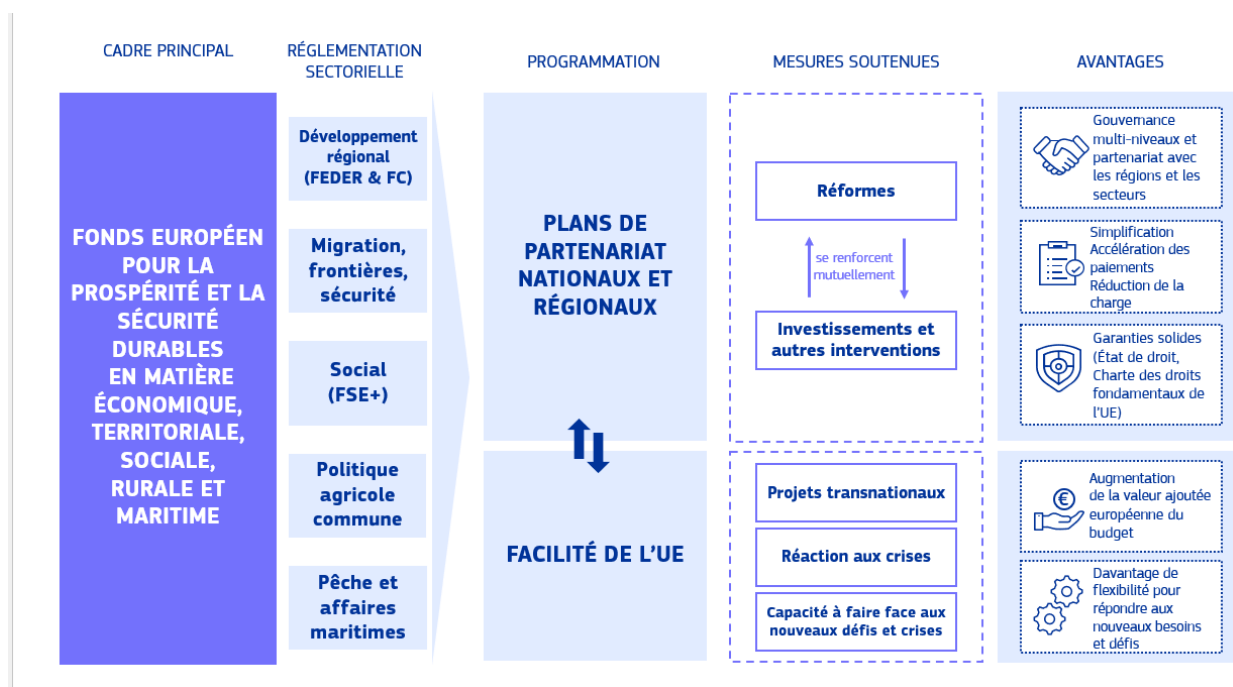 CADRE PRINCIPAL
RÉGLEMENTATION
SECTORIELLE
PROGRAMMATION
MESURES SOUTENUES
AVANTAGES
FONDS EUROPÉEN
POUR LA
PROSPÉRITÉ ET LA
SÉCURITÉ
DURABLES
EN MATIÈRE
ÉCONOMIQUE,
TERRITORIALE,
SOCIALE,
RURALE ET
MARITIME
Développement
régional
(FEDER & FC)
Migration,
frontières,
sécurité
Social
(FSE+)
Politique
agricole
commune
Pêche et
affaires
maritimes
PLANS DE
PARTENARIAT
NATIONAUX ET
RÉGIONAUX
FACILITÉ DE L'UE
Réformes
se renforcent
mutuellement
Investissements et
autres interventions
Projets transnationaux
Réaction aux crises
Capacité à faire face aux
nouveaux défis et crises
Gouvernance
multi-niveaux et
partenariat avec
les régions et les
secteurs
Simplification
Accélération des
paiements
Réduction de la
charge
Garanties solides
(État de droit,
Charte des droits
fondamentaux de
l'UE)
Augmentation
de la valeur ajoutée
européenne du
budget
Davantage de
flexibilité pour
répondre aux
nouveaux besoins
et défis